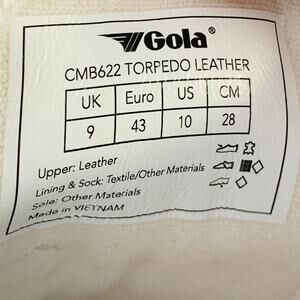 Gola
CMB622 TORPEDO LEATHER
UK Euro US CM
9 43 10 28
Upper: Leather
Lining & Sock: Textile/Other Materials
Sole: Other Materials
Made in VIETNAM